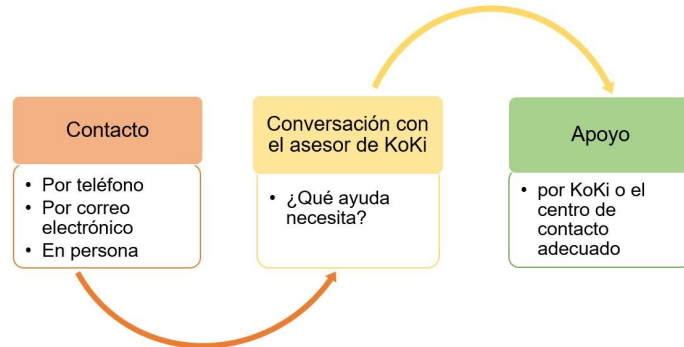 Contacto
• Por teléfono
• Por correo
electrónico
• En persona
Conversación con
el asesor de KoKi
• ¿Qué ayuda
necesita?
Apoyo
• por KoKi o el
centro de
contacto
adecuado